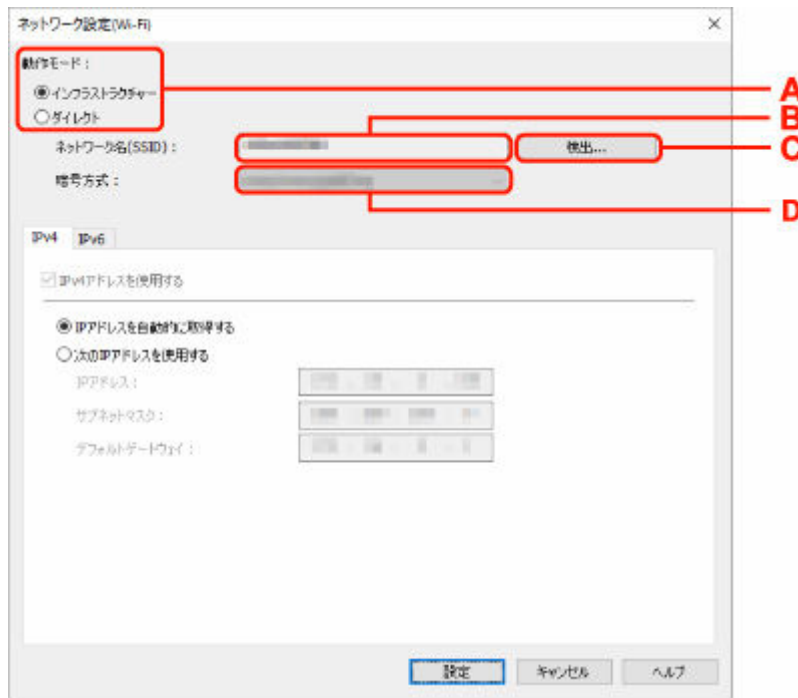 ネットワーク設定(Wi-Fi)
動作モード：
インフラストラクチャー
A
ダイレクト
B
ネットワーク名(SSID)：
検出...
C
暗号方式：
D
IPv4 IPv6
IPv4アドレスを使用する
IPアドレスを自動的に取得する
次のIPアドレスを使用する
IPアドレス：
サブネットマスク：
デフォルトゲートウェイ：
設定 キャンセル ヘルプ